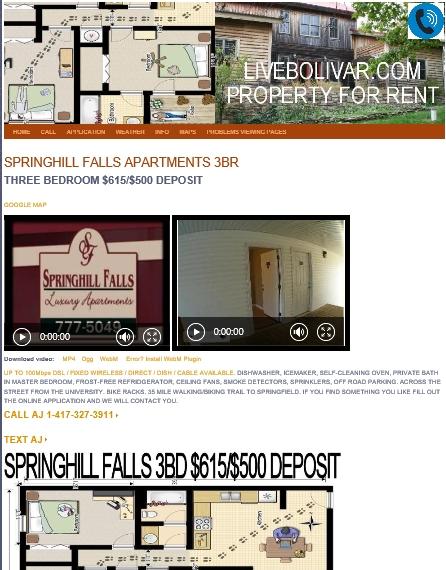 LIVEBOLIVAR.COM
PROPERTY FOR RENT
HOME CALL APPLICATION WEATHER INFO MAPS PROBLEMS VIEWING PAGES
SPRINGHILL FALLS APARTMENTS 3BR
THREE BEDROOM $615/$500 DEPOSIT
GOOGLE MAP
SF
SPRINGHILL FALLS
Luxury Apartments
777-5049
0:00:00
0:00:00
Download video: MP4 Ogg WebM Error? Install WebM Plugin
UP TO 100Mbps DSL / FIXED WIRELESS / DIRECT / DISH / CABLE AVAILABLE. DISHWASHER, ICEMAKER, SELF-CLEANING OVEN, PRIVATE BATH
IN MASTER BEDROOM, FROST-FREE REFRIDGERATOR, CEILING FANS, SMOKE DETECTORS, SPRINKLERS, OFF ROAD PARKING. ACROSS THE
STREET FROM THE UNIVERSITY. BIKE RACKS, 35 MILE WALKING/BIKING TRAIL TO SPRINGFIELD. IF YOU FIND SOMETHING YOU LIKE FILL OUT
THE ONLINE APPLICATION AND WE WILL CONTACT YOU.
CALL AJ 1-417-327-3911
TEXT AJ
SPRINGHILL FALLS 3BD $615/$500 DEPOSIT
Bedroom
Kitchen